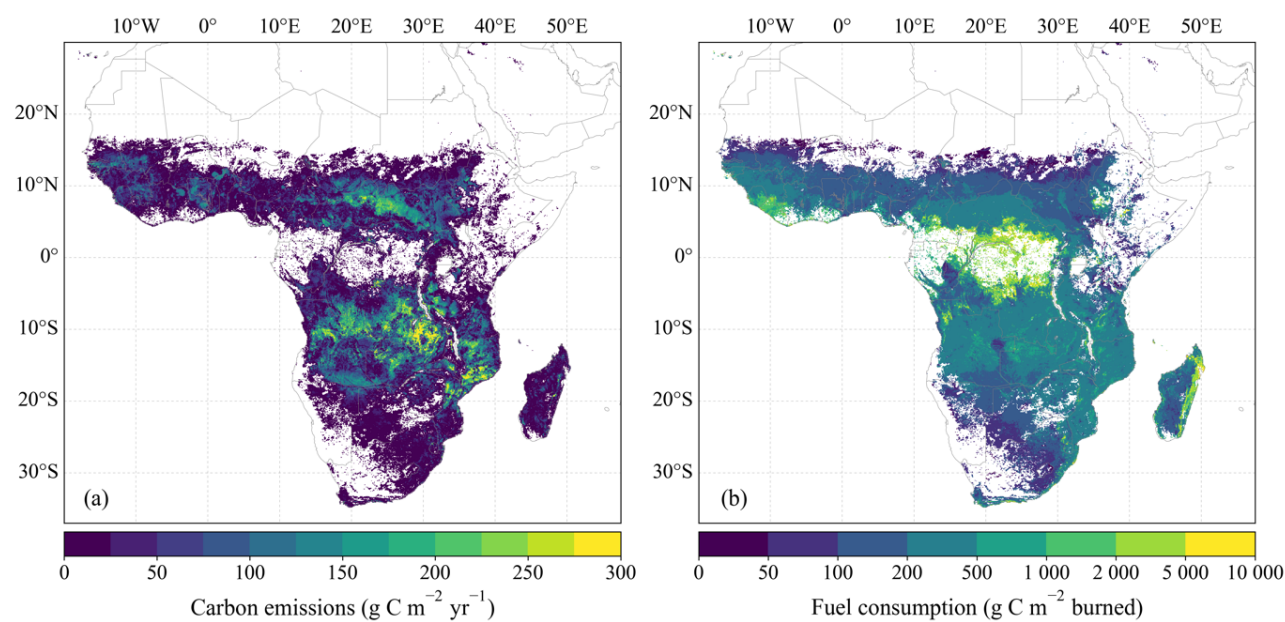 10°W 0° 10°E 20°E 30°E 40°E 50°E
10°W 0° 10°E 20°E 30°E 40°E 50°E
20°N
10°N
0°
10°S
20°S
30°S
(a)
20°N
10°N
0°
10°S
20°S
30°S
(b)
0 50 100 150 200 250 300
Carbon emissions (g C m⁻² yr⁻¹)
0 50 100 200 500 1 000 2 000 5 000 10 000
Fuel consumption (g C m⁻² burned)